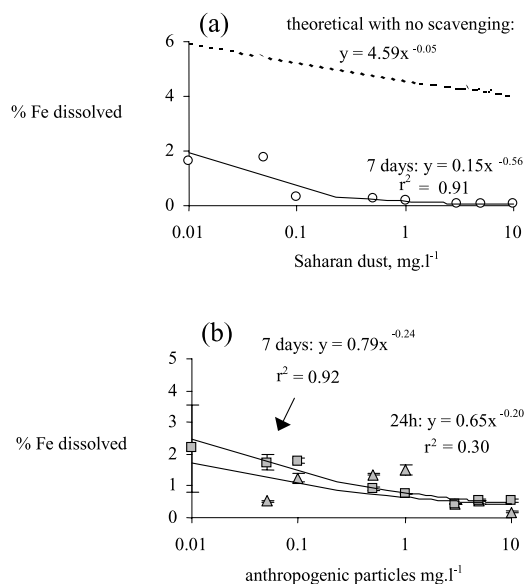 (a)
theoretical with no scavenging:
y = 4.59x -0.05
6
4
2
0
% Fe dissolved
7 days: y = 0.15x -0.56
r2 = 0.91
0.01 0.1 1 10
Saharan dust, mg.l-1
(b)
7 days: y = 0.79x -0.24
r2 = 0.92
5
4
3
2
1
0
% Fe dissolved
24h: y = 0.65x -0.20
r2 = 0.30
0.01 0.1 1 10
anthropogenic particles mg.l-1